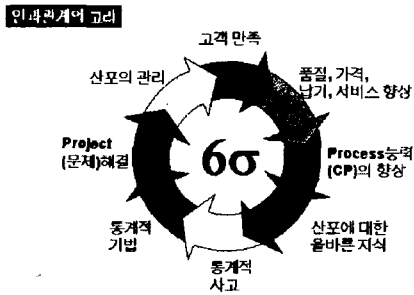 인과관계의 고리
고객 만족
품질, 가격,
납기, 서비스 향상
Process능력
(CP)의 향상
산포에 대한
올바른 지식
통계적
사고
통계적
기법
Project
(문제)해결
산포의 관리
6σ